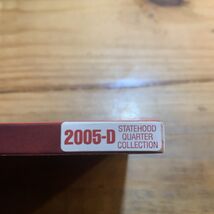 2005-D
STATEHOOD
QUARTER
COLLECTION